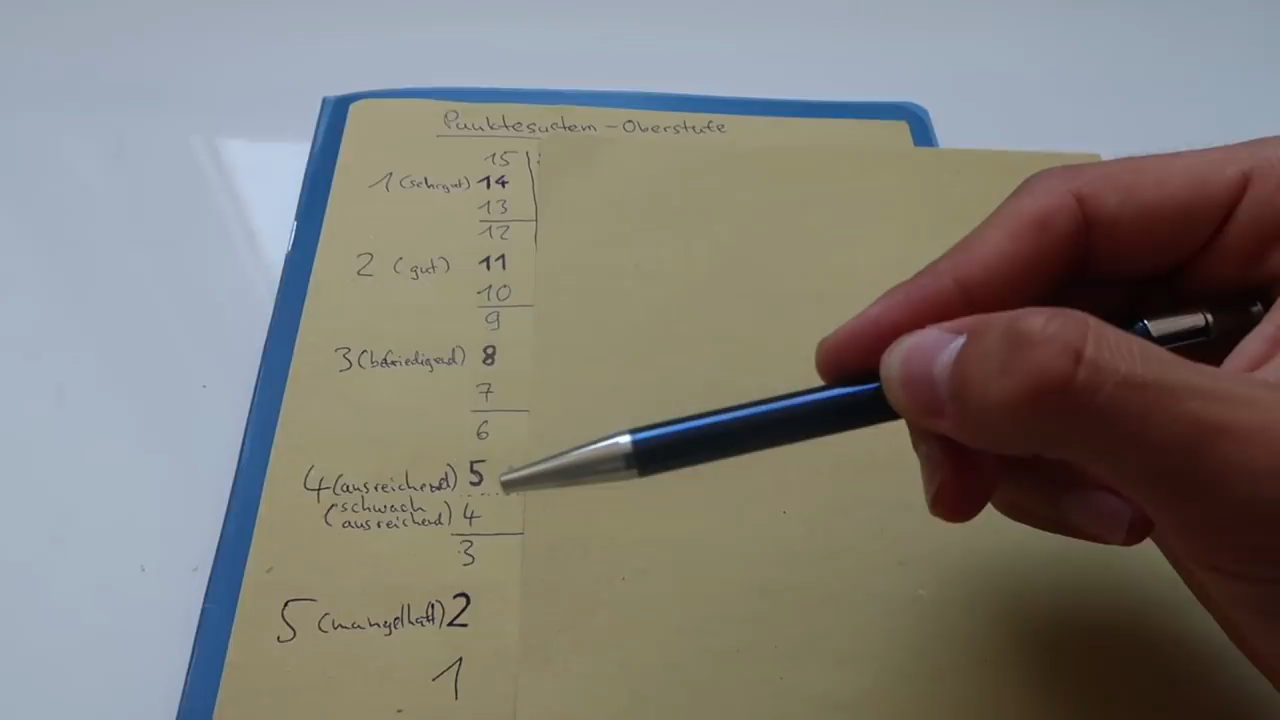 Punktesystem - Oberstufe
15
1 (sehr gut) 14
13
12
2 (gut) 11
10
9
3 (befriedigend) 8
7
6
4 (ausreichend) 5
(schwach ausreichend) 4
3
5 (mangelhaft) 2
1